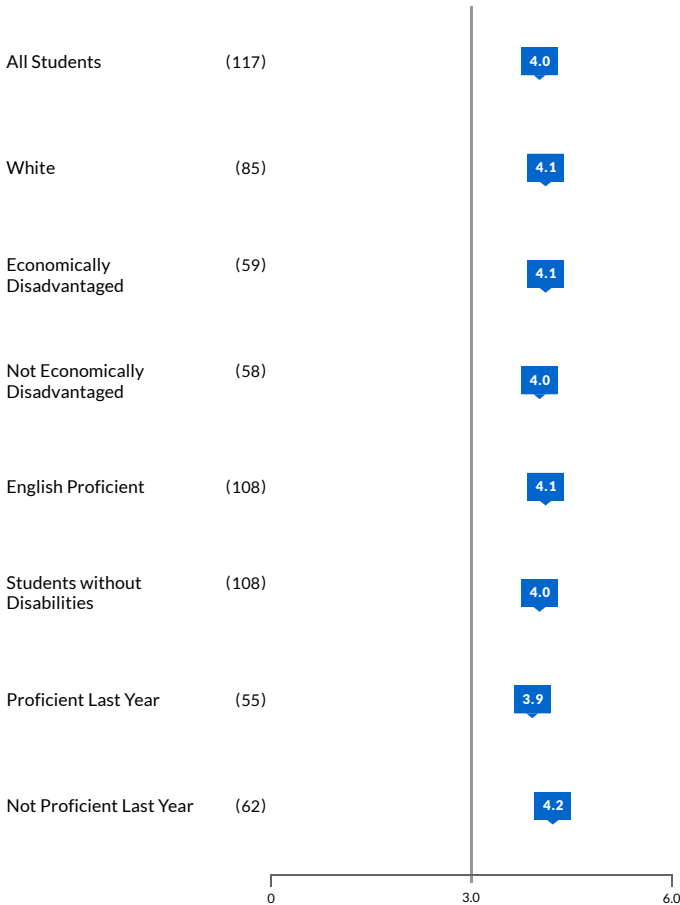 All Students (117) 4.0
White (85) 4.1
Economically (59) 4.1
Disadvantaged
Not Economically (58) 4.0
Disadvantaged
English Proficient (108) 4.1
Students without (108) 4.0
Disabilities
Proficient Last Year (55) 3.9
Not Proficient Last Year (62) 4.2
0 3.0 6.0